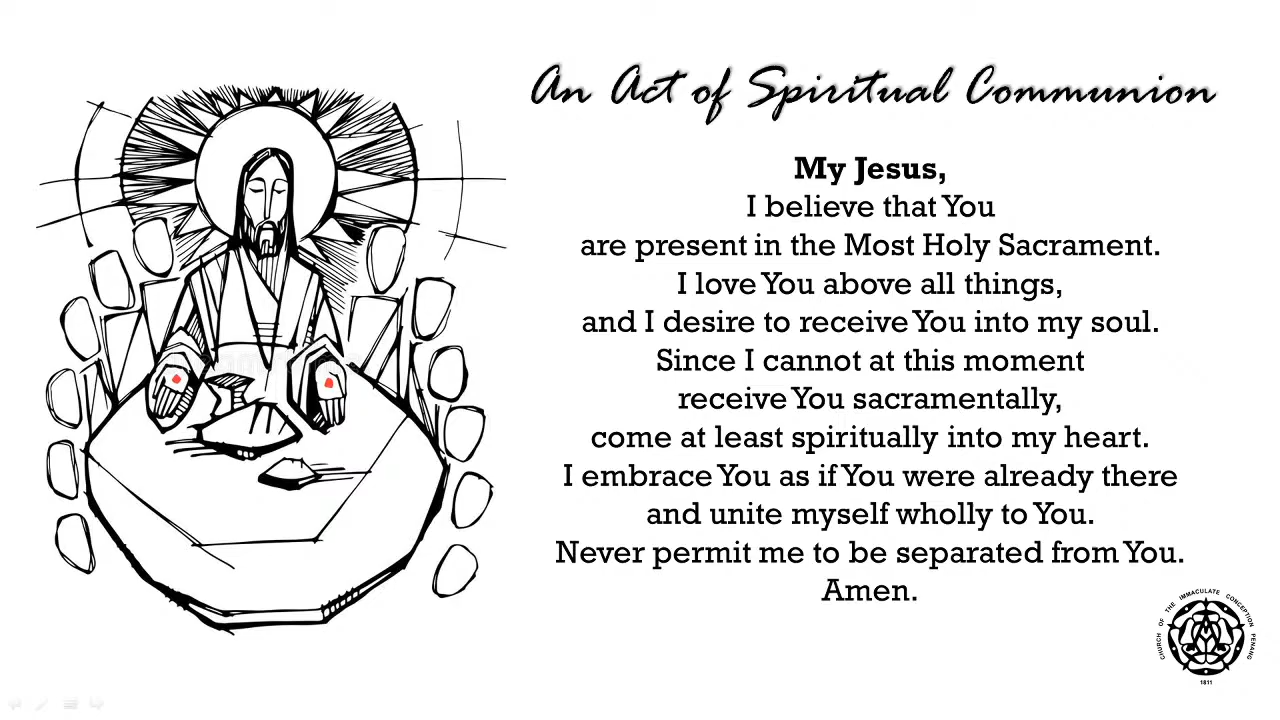 An Act of Spiritual Communion
My Jesus,
I believe that You
are present in the Most Holy Sacrament.
I love You above all things,
and I desire to receive You into my soul.
Since I cannot at this moment
receive You sacramentally,
come at least spiritually into my heart.
I embrace You as if You were already there
and unite myself wholly to You.
Never permit me to be separated from You.
Amen.
CHURCH OF THE IMMACULATE CONCEPTION PENANG
1811